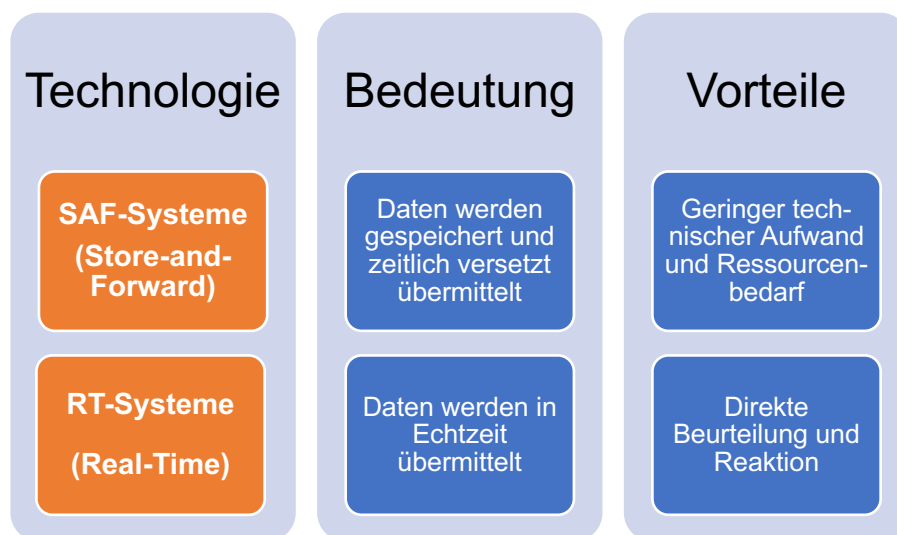 Technologie
SAF-Systeme
(Store-and-
Forward)
RT-Systeme
(Real-Time)
Bedeutung
Daten werden
gespeichert und
zeitlich versetzt
übermittelt
Daten werden in
Echtzeit
übermittelt
Vorteile
Geringer tech-
nischer Aufwand
und Ressourcen-
bedarf
Direkte
Beurteilung und
Reaktion